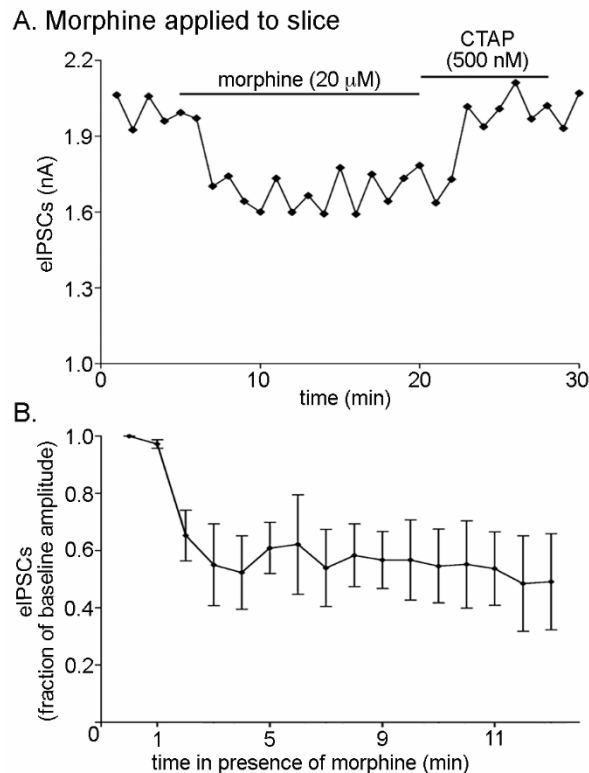 A. Morphine applied to slice
CTAP
(500 nM)
morphine (20 μM)
2.2
1.9
1.6
1.3
1.0
eIPSCs (nA)
0
10
20
30
time (min)
B.
1.0
0.8
0.6
0.4
0.2
0
eIPSCs
(fraction of baseline amplitude)
1
5
9
11
time in presence of morphine (min)